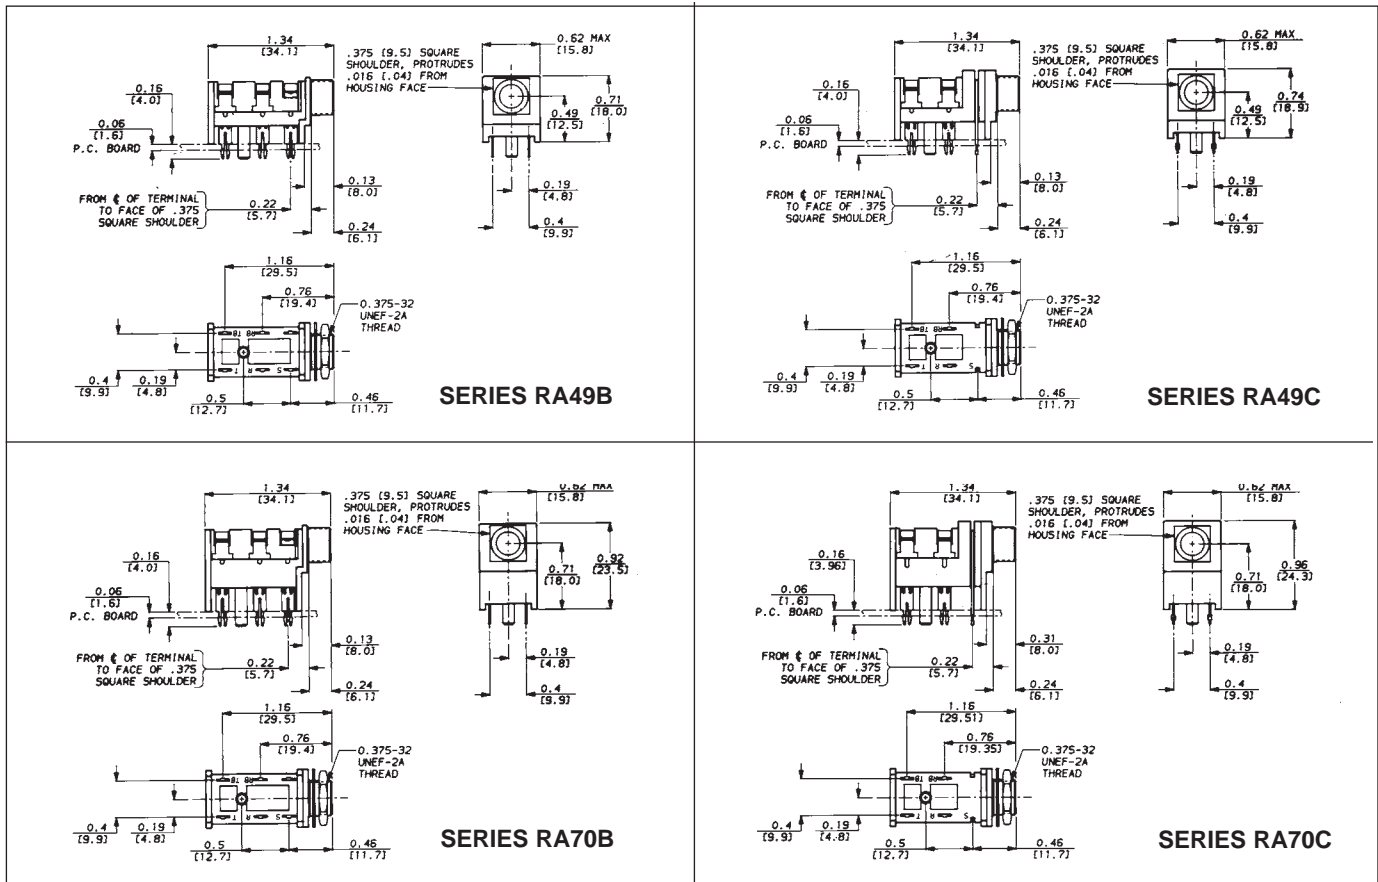 1.34
[34.1]
.375 [9.5] SQUARE
SHOULDER, PROTRUDES
.016 [.04] FROM
HOUSING FACE
0.62 MAX
[15.8]
0.16
[4.0]
0.06
[1.6]
P.C. BOARD
0.71
[18.0]
0.49
[12.5]
0.13
[8.0]
0.19
[4.8]
FROM ℄ OF TERMINAL
TO FACE OF .375
SQUARE SHOULDER
0.22
[5.7]
0.24
[6.1]
0.4
[9.9]
1.16
[29.5]
0.76
[19.4]
0.375-32
UNEF-2A
THREAD
TB RB
T R S
0.4
[9.9]
0.19
[4.8]
0.5
[12.7]
0.46
[11.7]
SERIES RA49B
1.34
[34.1]
.375 [9.5] SQUARE
SHOULDER, PROTRUDES
.016 [.04] FROM
HOUSING FACE
0.62 MAX
[15.8]
0.16
[4.0]
0.06
[1.6]
P.C. BOARD
0.74
[18.9]
0.49
[12.5]
0.13
[8.0]
0.19
[4.8]
FROM ℄ OF TERMINAL
TO FACE OF .375
SQUARE SHOULDER
0.22
[5.7]
0.24
[6.1]
0.4
[9.9]
1.16
[29.5]
0.76
[19.4]
0.375-32
UNEF-2A
THREAD
TB RB
T R S
0.4
[9.9]
0.19
[4.8]
0.5
[12.7]
0.46
[11.7]
SERIES RA49C
1.34
[34.1]
.375 [9.5] SQUARE
SHOULDER, PROTRUDES
.016 [.04] FROM
HOUSING FACE
0.62 MAX
[15.8]
0.16
[4.0]
0.06
[1.6]
P.C. BOARD
0.92
[23.5]
0.71
[18.0]
0.13
[8.0]
0.19
[4.8]
FROM ℄ OF TERMINAL
TO FACE OF .375
SQUARE SHOULDER
0.22
[5.7]
0.24
[6.1]
0.4
[9.9]
1.16
[29.5]
0.76
[19.4]
0.375-32
UNEF-2A
THREAD
TB RB
T R S
0.4
[9.9]
0.19
[4.8]
0.5
[12.7]
0.46
[11.7]
SERIES RA70B
1.34
[34.1]
.375 [9.5] SQUARE
SHOULDER, PROTRUDES
.016 [.04] FROM
HOUSING FACE
0.62 MAX
[15.8]
0.16
[3.96]
0.06
[1.6]
P.C. BOARD
0.96
[24.3]
0.71
[18.0]
0.31
[8.0]
0.19
[4.8]
FROM ℄ OF TERMINAL
TO FACE OF .375
SQUARE SHOULDER
0.22
[5.7]
0.24
[6.1]
0.4
[9.9]
1.16
[29.51]
0.76
[19.35]
0.375-32
UNEF-2A
THREAD
TB RB
T R S
0.4
[9.9]
0.19
[4.8]
0.5
[12.7]
0.46
[11.7]
SERIES RA70C